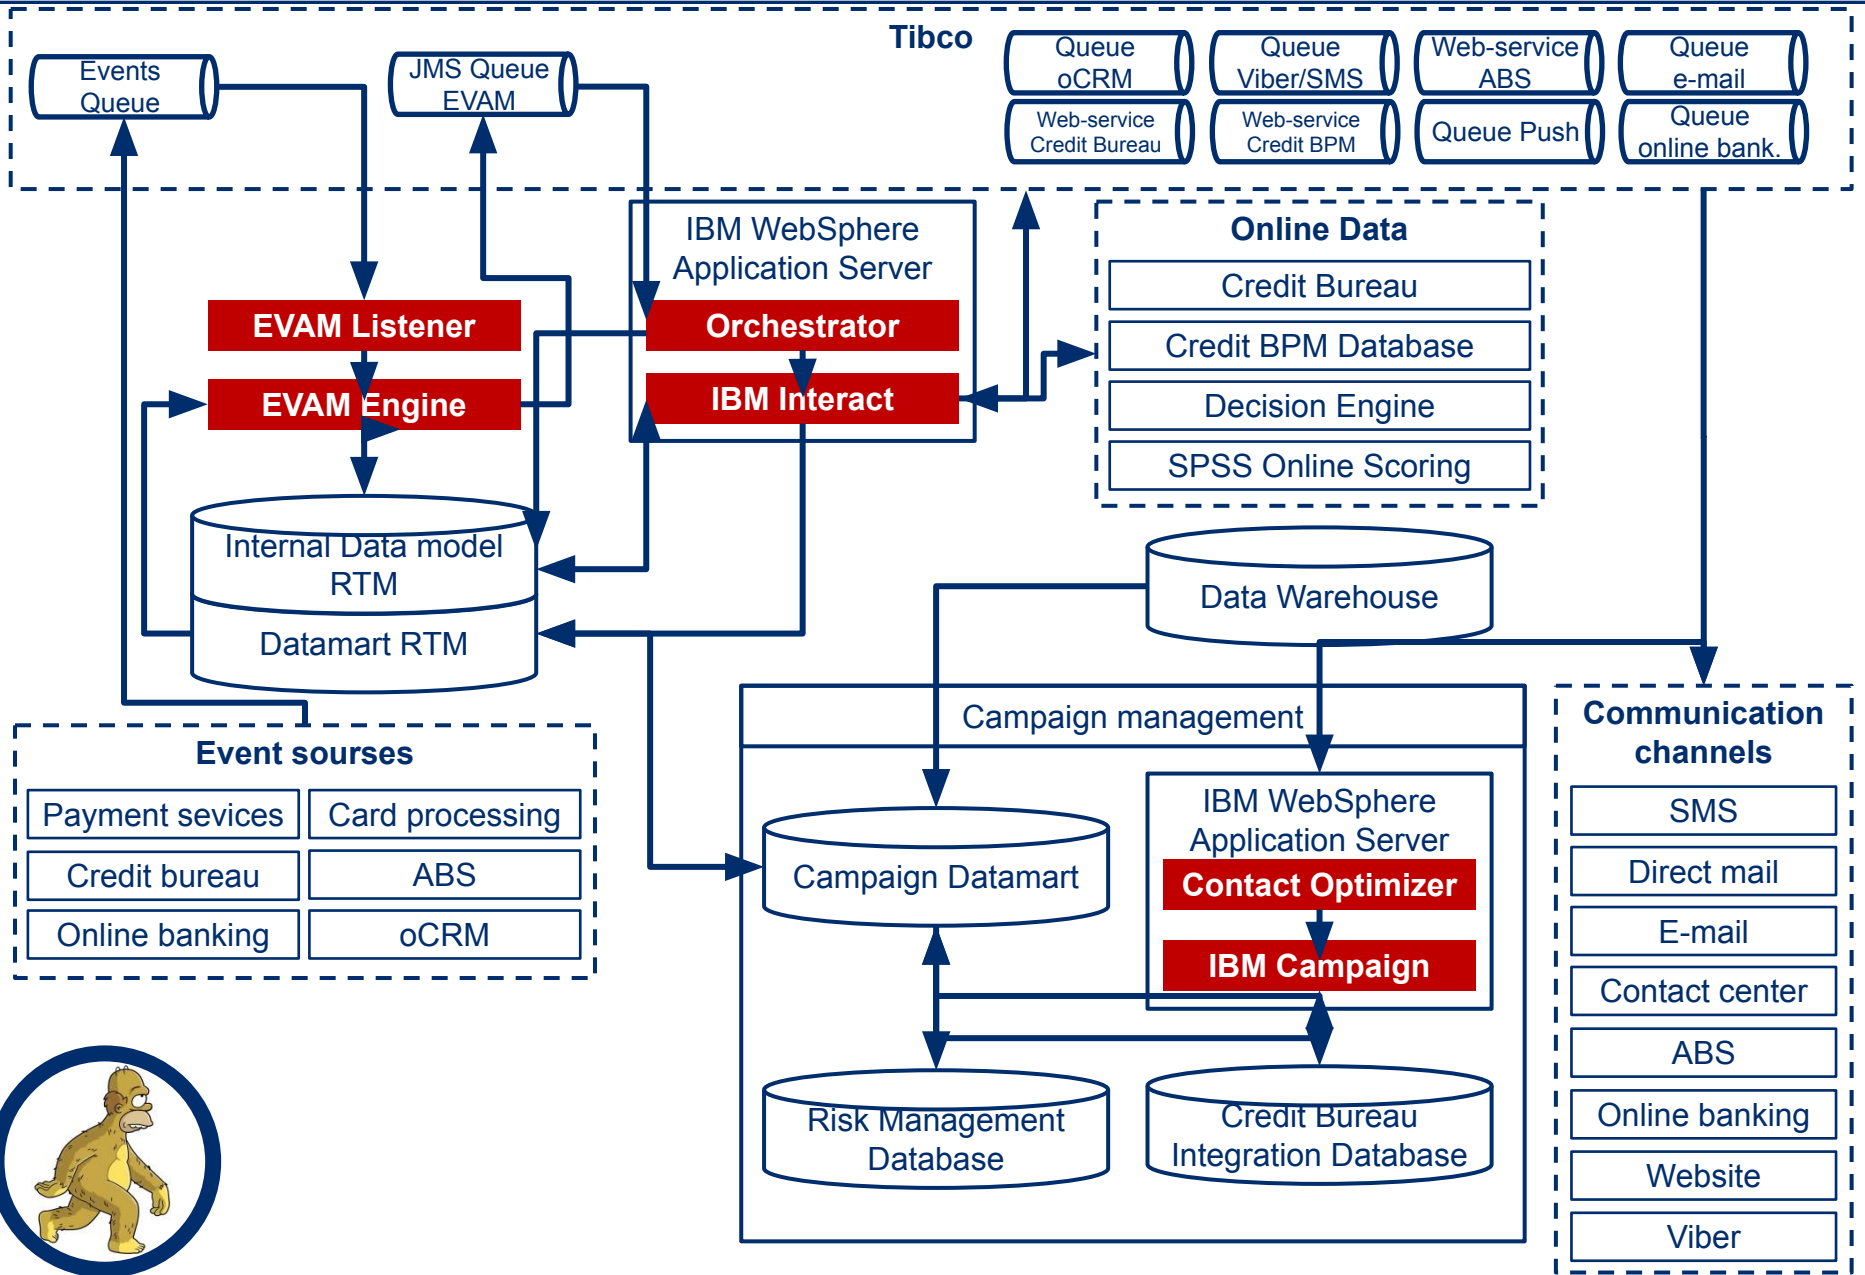 Tibco
Events
Queue
JMS Queue
EVAM
Queue
oCRM
Queue
Viber/SMS
Web-service
ABS
Queue
e-mail
Web-service
Credit Bureau
Web-service
Credit BPM
Queue Push
Queue
online bank.
IBM WebSphere
Application Server
Orchestrator
IBM Interact
EVAM Listener
EVAM Engine
Online Data
Credit Bureau
Credit BPM Database
Decision Engine
SPSS Online Scoring
Internal Data model
RTM
Datamart RTM
Data Warehouse
Event sourses
Payment sevices
Card processing
Credit bureau
ABS
Online banking
oCRM
Campaign management
Campaign Datamart
IBM WebSphere
Application Server
Contact Optimizer
IBM Campaign
Risk Management
Database
Credit Bureau
Integration Database
Communication
channels
SMS
Direct mail
E-mail
Contact center
ABS
Online banking
Website
Viber